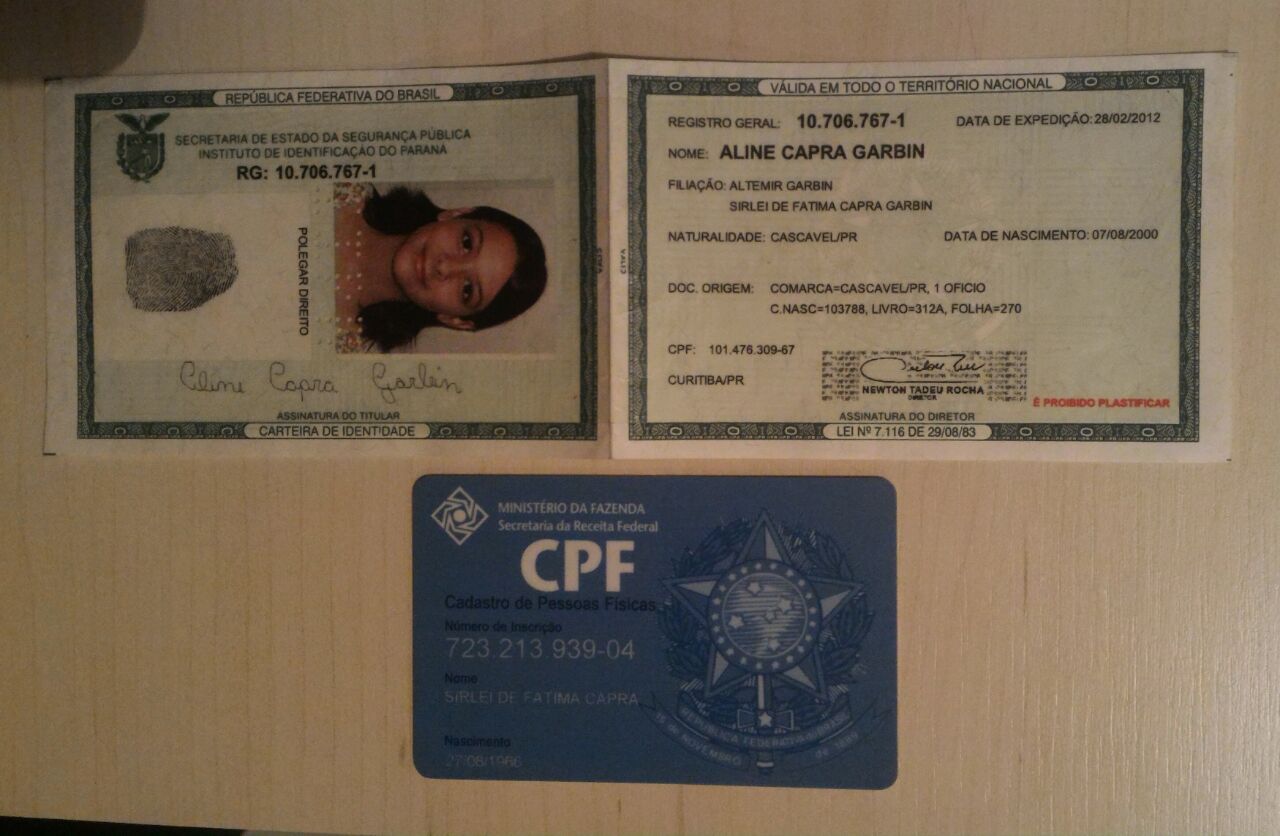 REPÚBLICA FEDERATIVA DO BRASIL
SECRETARIA DE ESTADO DA SEGURANÇA PÚBLICA
INSTITUTO DE IDENTIFICAÇÃO DO PARANÁ
RG: 10.706.767-1
POLEGAR DIREITO
Aline Capra Garbin
ASSINATURA DO TITULAR
CARTEIRA DE IDENTIDADE
VÁLIDA EM TODO O TERRITÓRIO NACIONAL
REGISTRO GERAL: 10.706.767-1 DATA DE EXPEDIÇÃO: 28/02/2012
NOME: ALINE CAPRA GARBIN
FILIAÇÃO: ALTEMIR GARBIN
SIRLEI DE FATIMA CAPRA GARBIN
NATURALIDADE: CASCAVEL/PR DATA DE NASCIMENTO: 07/08/2000
DOC. ORIGEM: COMARCA=CASCAVEL/PR, 1 OFICIO
C.NASC=103788, LIVRO=312A, FOLHA=270
CPF: 101.476.309-67
CURITIBA/PR
NEWTON TADEU ROCHA
DIRETOR
É PROIBIDO PLASTIFICAR
ASSINATURA DO DIRETOR
LEI Nº 7.116 DE 29/08/83
MINISTÉRIO DA FAZENDA
Secretaria da Receita Federal
CPF
Cadastro de Pessoas Físicas
Número de Inscrição
723.213.939-04
Nome
SIRLEI DE FATIMA CAPRA
Nascimento
27/08/1966
REPÚBLICA FEDERATIVA DO BRASIL
15 de NOVEMBRO de 1889